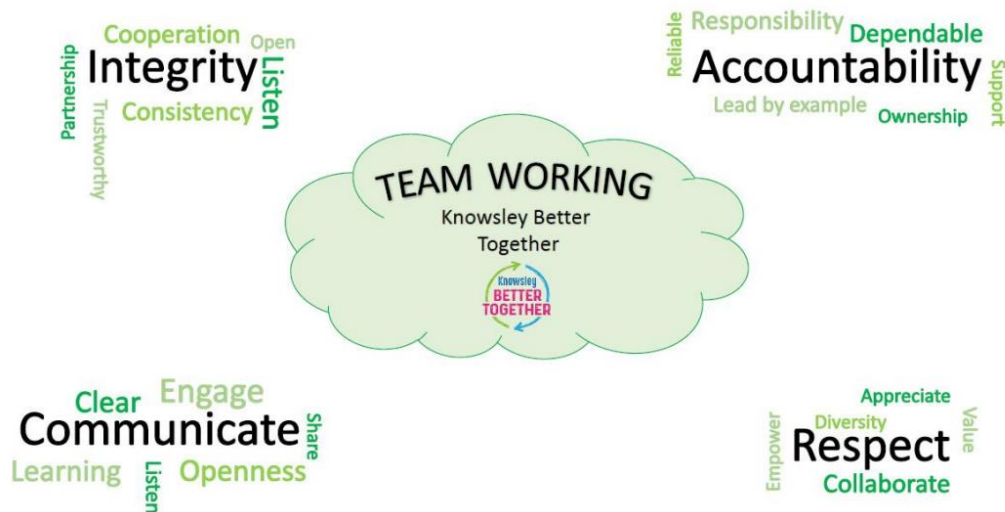 Cooperation
Open
Partnership
Integrity
Listen
Trustworthy
Consistency
Reliable
Responsibility
Dependable
Accountability
Support
Lead by example
Ownership
TEAM WORKING
Knowsley Better
Together
Knowsley
BETTER
TOGETHER
Clear
Engage
Communicate
Share
Learning
Listen
Openness
Appreciate
Empower
Diversity
Value
Respect
Collaborate